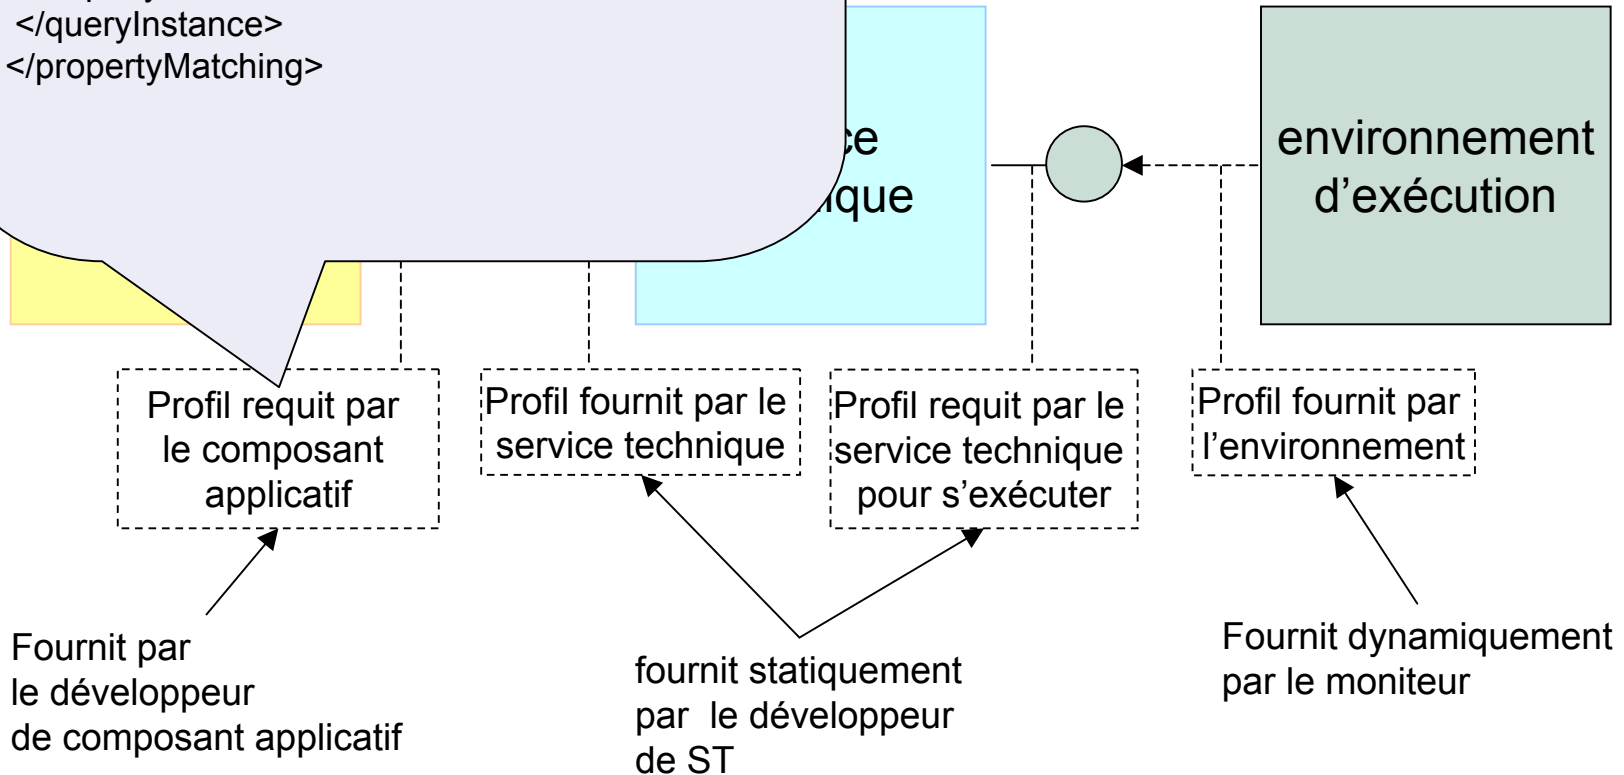 </queryInstance>
</propertyMatching>
environnement
d’exécution
Profil requit par
le composant
applicatif
Profil fournit par le
service technique
Profil requit par le
service technique
pour s’exécuter
Profil fournit par
l’environnement
Fournit par
le développeur
de composant applicatif
fournit statiquement
par le développeur
de ST
Fournit dynamiquement
par le moniteur